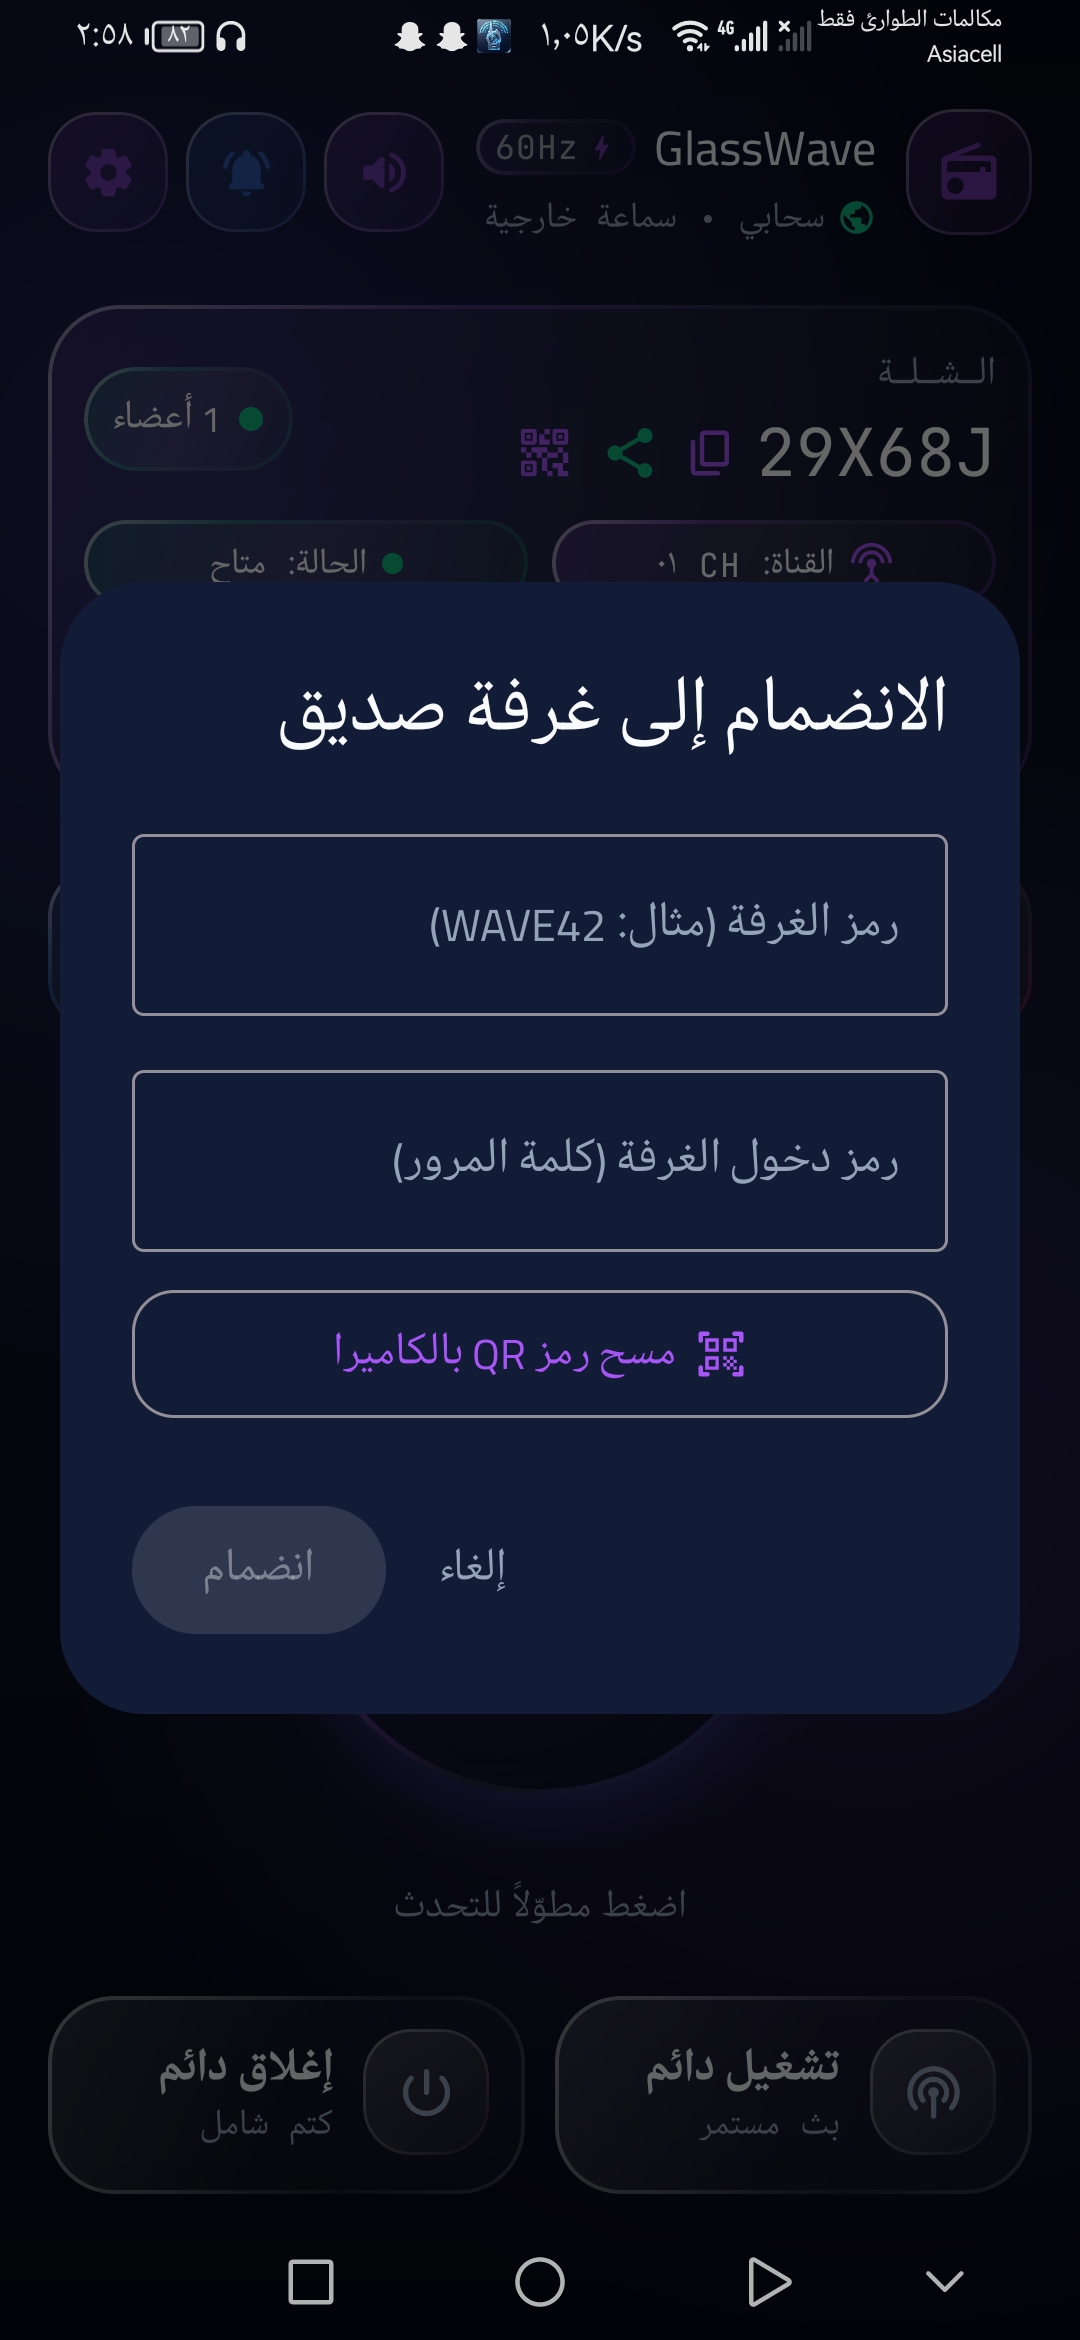 ٢:٥٨ ٨٢ ١,٠٥K/s 4G مكالمات الطوارئ فقط
Asiacell
GlassWave 60Hz
سحابي • سماعة خارجية
الـشـلـة
29X68J
1 أعضاء
القناة: CH ٠١
الحالة: متاح
الانضمام إلى غرفة صديق
رمز الغرفة (مثال: WAVE42)
رمز دخول الغرفة (كلمة المرور)
مسح رمز QR بالكاميرا
إلغاء
انضمام
اضغط مطوّلاً للتحدث
تشغيل دائم
بث مستمر
إغلاق دائم
كتم شامل